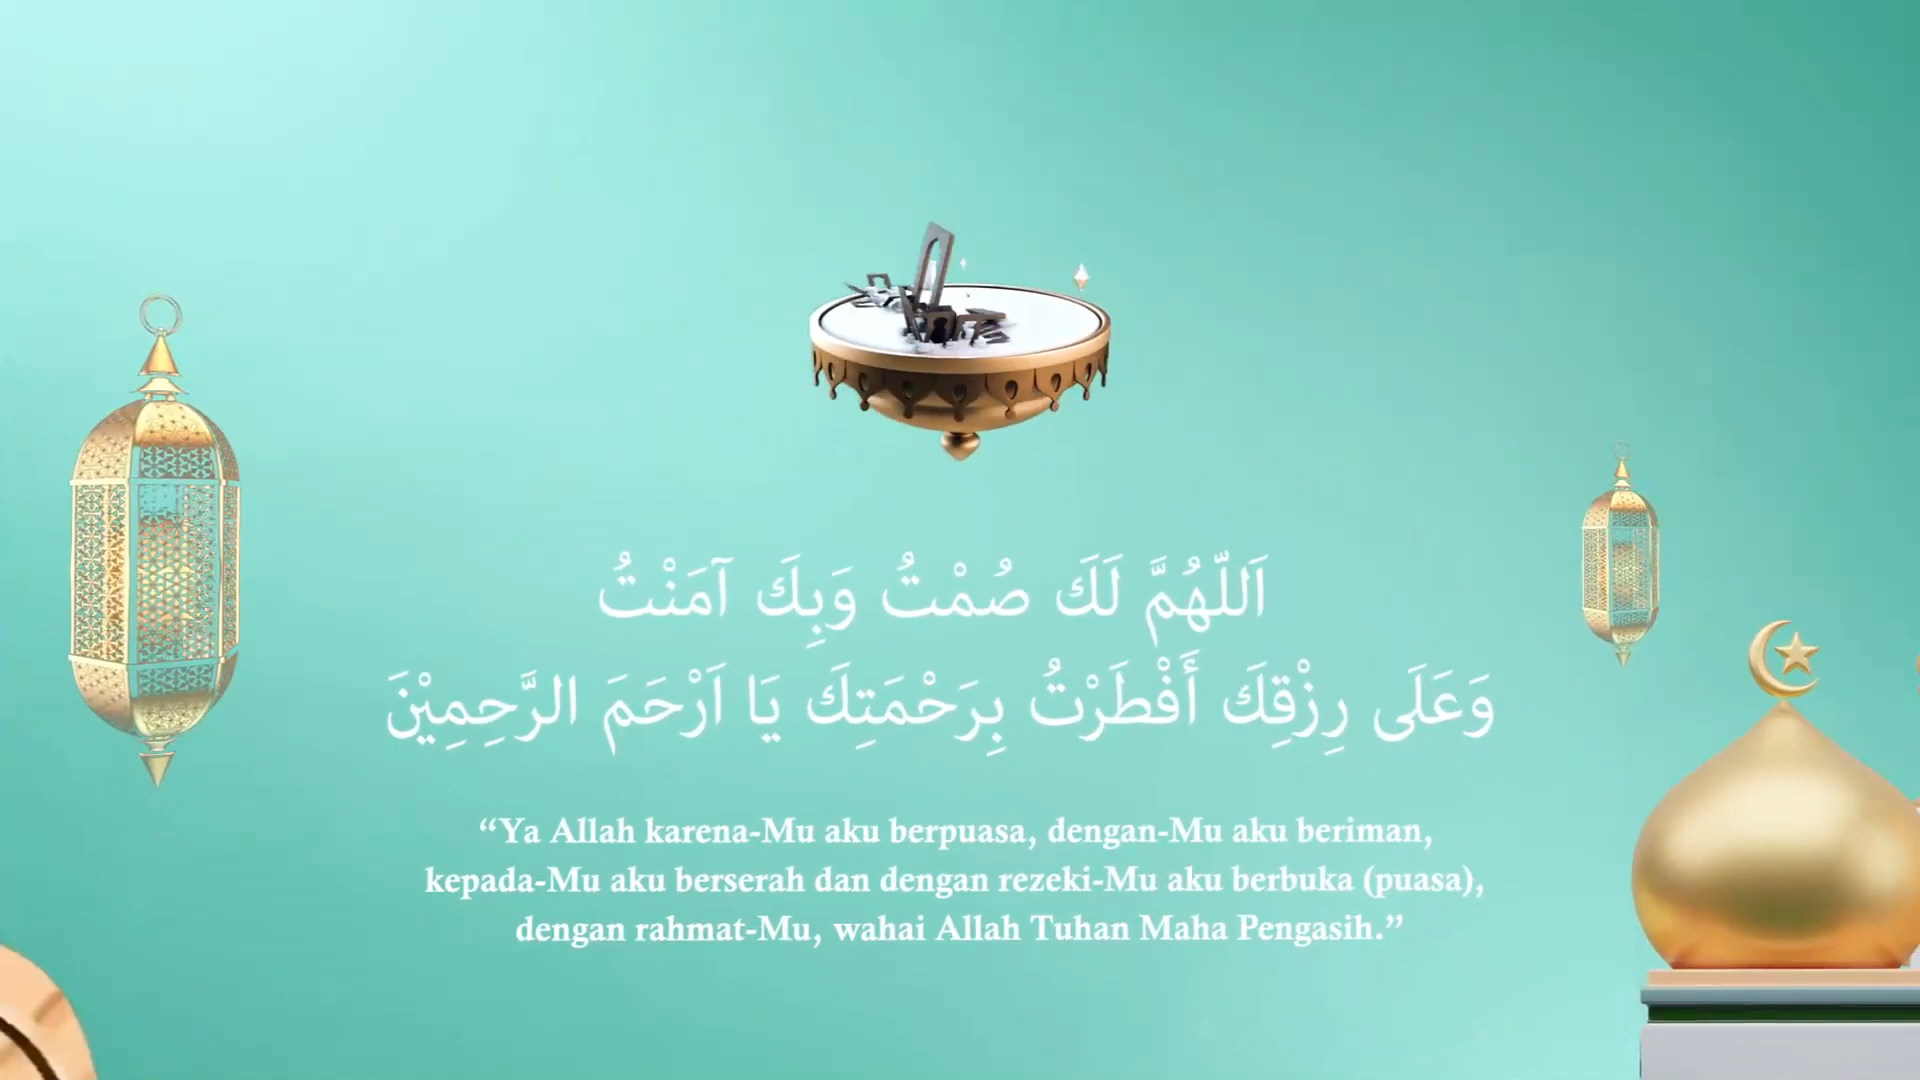 اَللّهُمَّ لَكَ صُمْتُ وَبِكَ آمَنْتُ
وَعَلَى رِزْقِكَ أَفْطَرْتُ بِرَحْمَتِكَ يَا اَرْحَمَ الرَّحِمِيْنَ
“Ya Allah karena-Mu aku berpuasa, dengan-Mu aku beriman,
kepada-Mu aku berserah dan dengan rezeki-Mu aku berbuka (puasa),
dengan rahmat-Mu, wahai Allah Tuhan Maha Pengasih.”